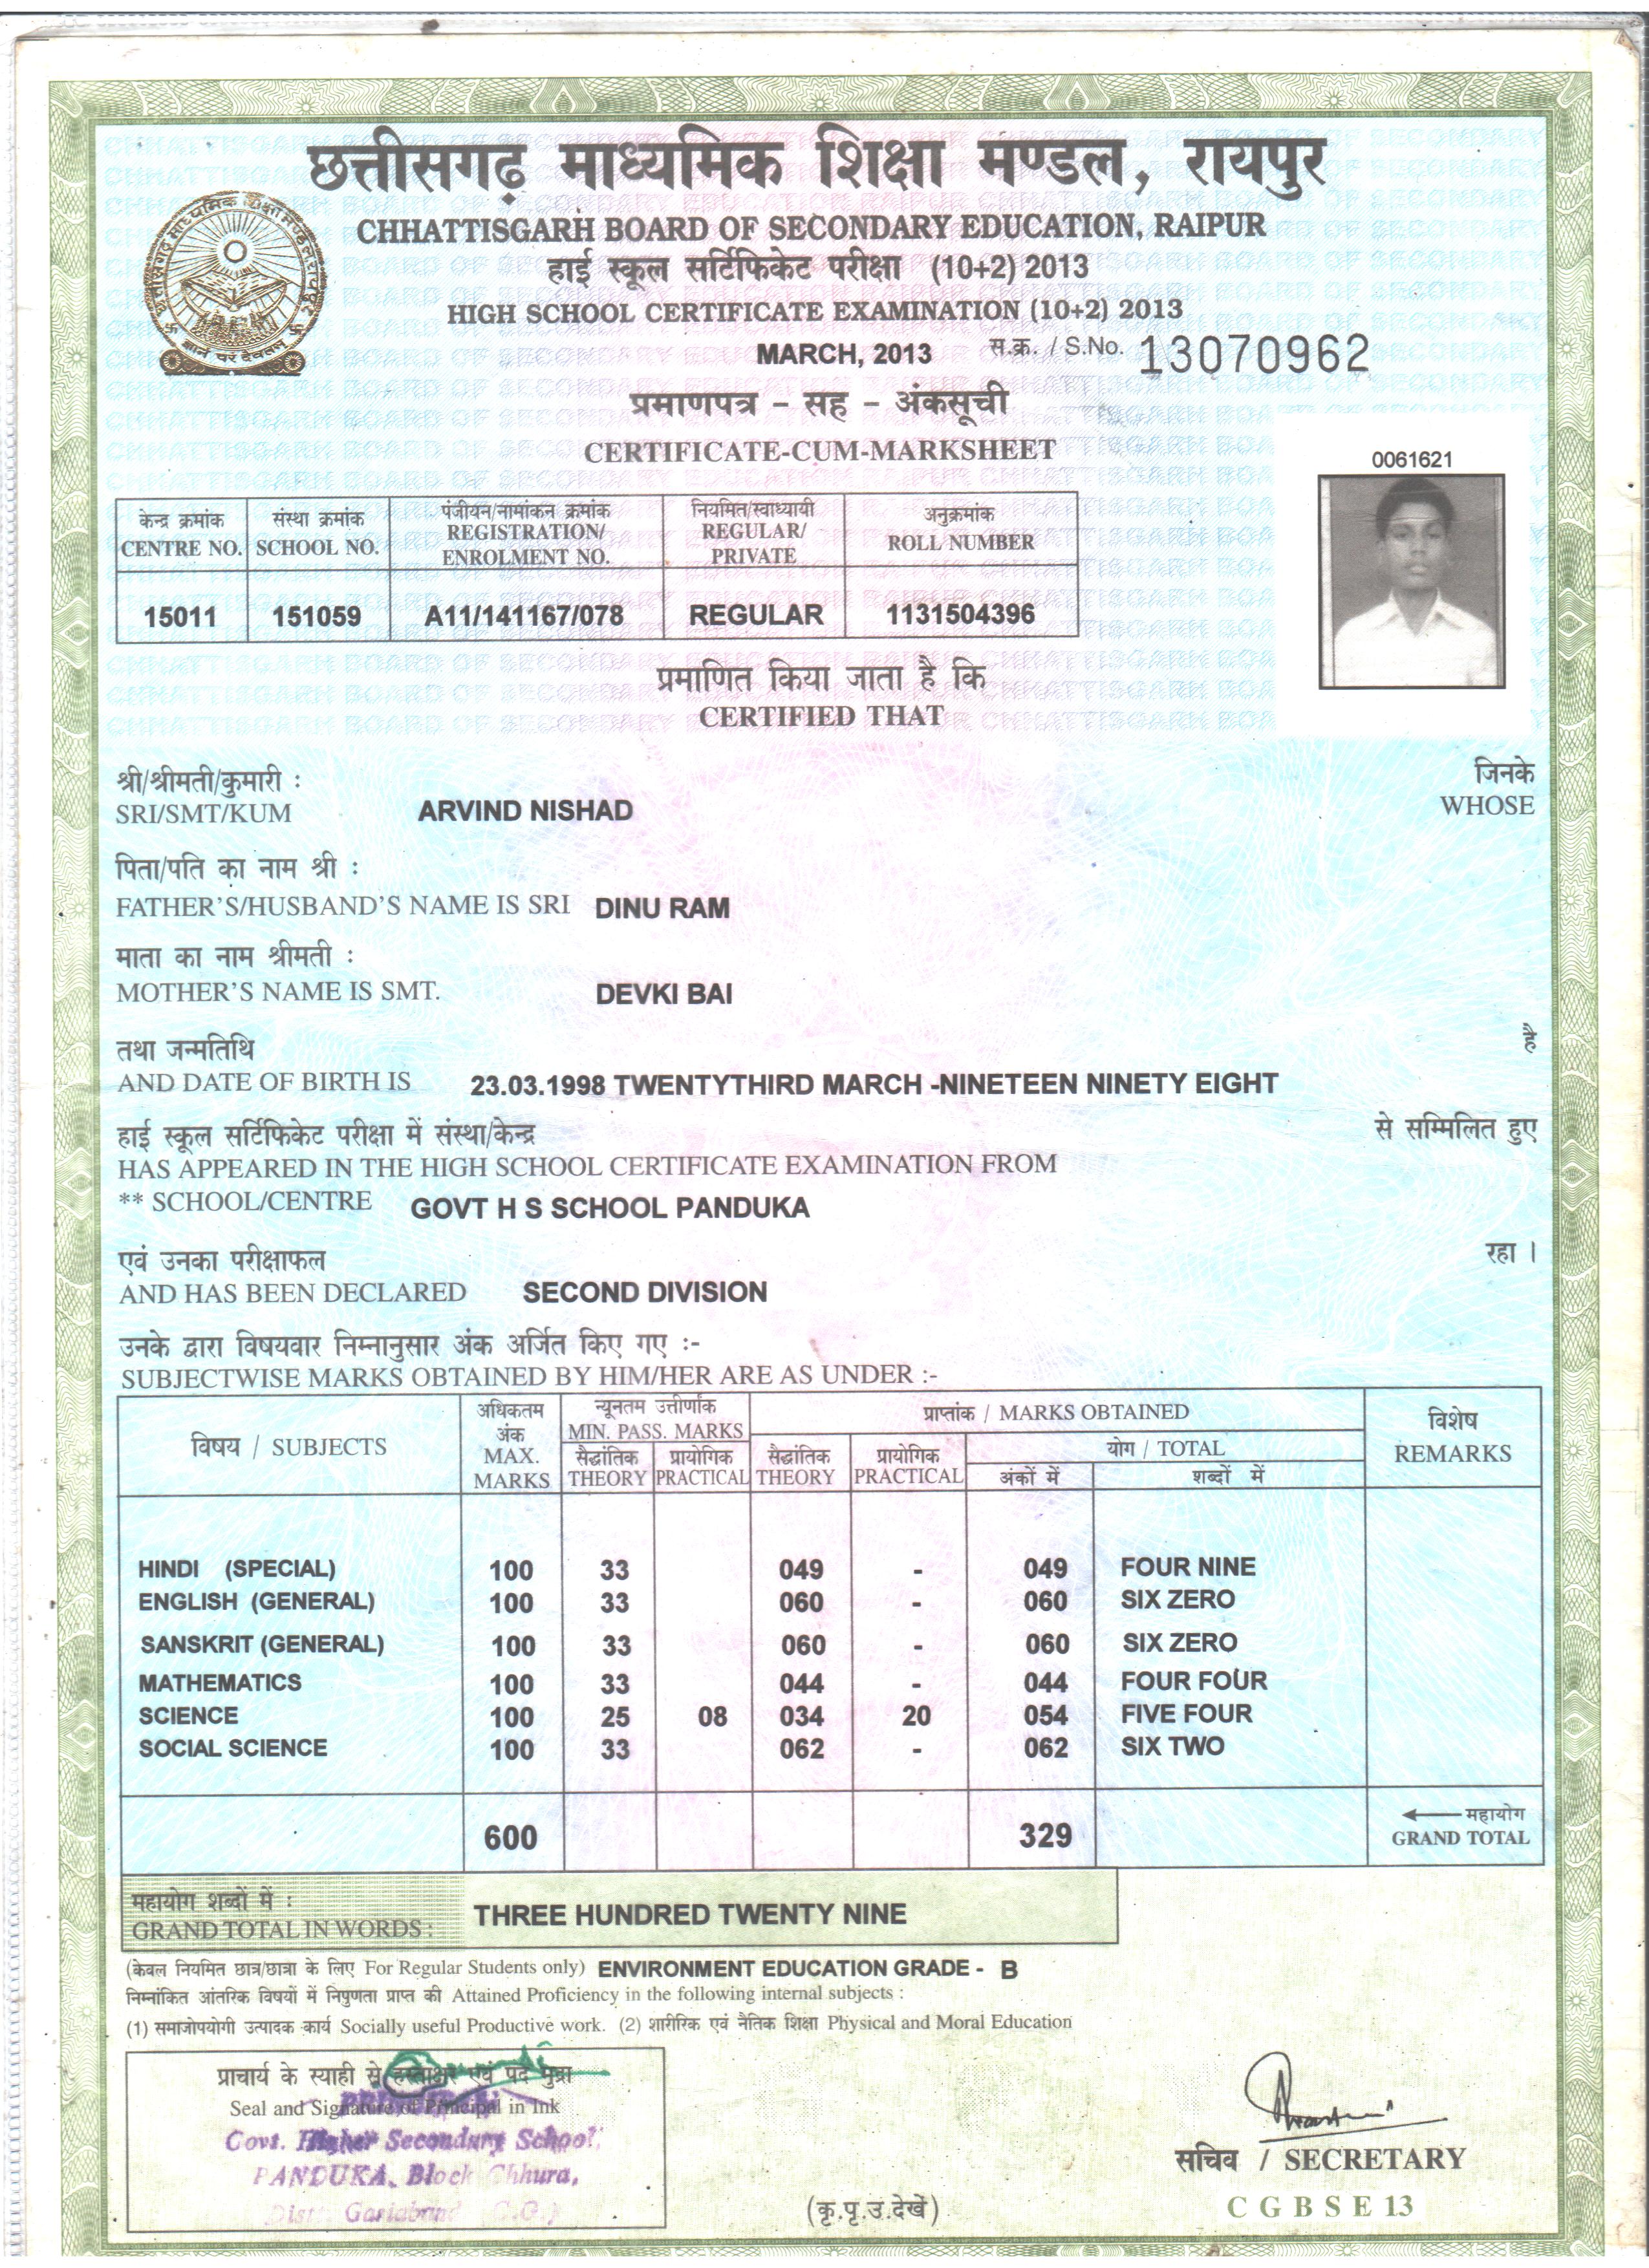 छत्तीसगढ़ माध्यमिक शिक्षा मण्डल, रायपुर
CHHATTISGARH BOARD OF SECONDARY EDUCATION, RAIPUR
हाई स्कूल सर्टिफिकेट परीक्षा (10+2) 2013
HIGH SCHOOL CERTIFICATE EXAMINATION (10+2) 2013
MARCH, 2013 स.क्र. / S.No. 13070962
प्रमाणपत्र - सह - अंकसूची
CERTIFICATE-CUM-MARKSHEET
0061621
केन्द्र क्रमांक संस्था क्रमांक पंजीयन/नामांकन क्रमांक नियमित/स्वाध्यायी अनुक्रमांक
CENTRE NO. SCHOOL NO. REGISTRATION/ ENROLMENT NO. REGULAR/ PRIVATE ROLL NUMBER
15011 151059 A11/141167/078 REGULAR 1131504396
प्रमाणित किया जाता है कि
CERTIFIED THAT
श्री/श्रीमती/कुमारी : जिनके
SRI/SMT/KUM ARVIND NISHAD WHOSE
पिता/पति का नाम श्री :
FATHER'S/HUSBAND'S NAME IS SRI DINU RAM
माता का नाम श्रीमती :
MOTHER'S NAME IS SMT. DEVKI BAI
तथा जन्मतिथि है
AND DATE OF BIRTH IS 23.03.1998 TWENTYTHIRD MARCH -NINETEEN NINETY EIGHT
हाई स्कूल सर्टिफिकेट परीक्षा में संस्था/केन्द्र से सम्मिलित हुए
HAS APPEARED IN THE HIGH SCHOOL CERTIFICATE EXAMINATION FROM
** SCHOOL/CENTRE GOVT H S SCHOOL PANDUKA
एवं उनका परीक्षाफल रहा ।
AND HAS BEEN DECLARED SECOND DIVISION
उनके द्वारा विषयवार निम्नानुसार अंक अर्जित किए गए :-
SUBJECTWISE MARKS OBTAINED BY HIM/HER ARE AS UNDER :-
विषय / SUBJECTS अधिकतम अंक MAX. MARKS न्यूनतम उत्तीर्णांक MIN. PASS. MARKS प्राप्तांक / MARKS OBTAINED विशेष REMARKS
सैद्धांतिक THEORY प्रायोगिक PRACTICAL सैद्धांतिक THEORY प्रायोगिक PRACTICAL योग / TOTAL
अंकों में शब्दों में
HINDI (SPECIAL) 100 33 049 - 049 FOUR NINE
ENGLISH (GENERAL) 100 33 060 - 060 SIX ZERO
SANSKRIT (GENERAL) 100 33 060 - 060 SIX ZERO
MATHEMATICS 100 33 044 - 044 FOUR FOUR
SCIENCE 100 25 08 034 20 054 FIVE FOUR
SOCIAL SCIENCE 100 33 062 - 062 SIX TWO
600 329 महायोग GRAND TOTAL
महायोग शब्दों में :
GRAND TOTAL IN WORDS : THREE HUNDRED TWENTY NINE
(केवल नियमित छात्र/छात्रा के लिए For Regular Students only) ENVIRONMENT EDUCATION GRADE - B
निम्नांकित आंतरिक विषयों में निपुणता प्राप्त की Attained Proficiency in the following internal subjects :
(1) समाजोपयोगी उत्पादक कार्य Socially useful Productive work. (2) शारीरिक एवं नैतिक शिक्षा Physical and Moral Education
प्राचार्य के स्याही से हस्ताक्षर एवं पद मुद्रा
Seal and Signature of Principal in Ink
Govt. Higher Secondary School,
PANDUKA, Block Chhura,
Distt. Gariaband (C.G.)
सचिव / SECRETARY
(कृ.पृ.उ.देखें)
C G B S E 13